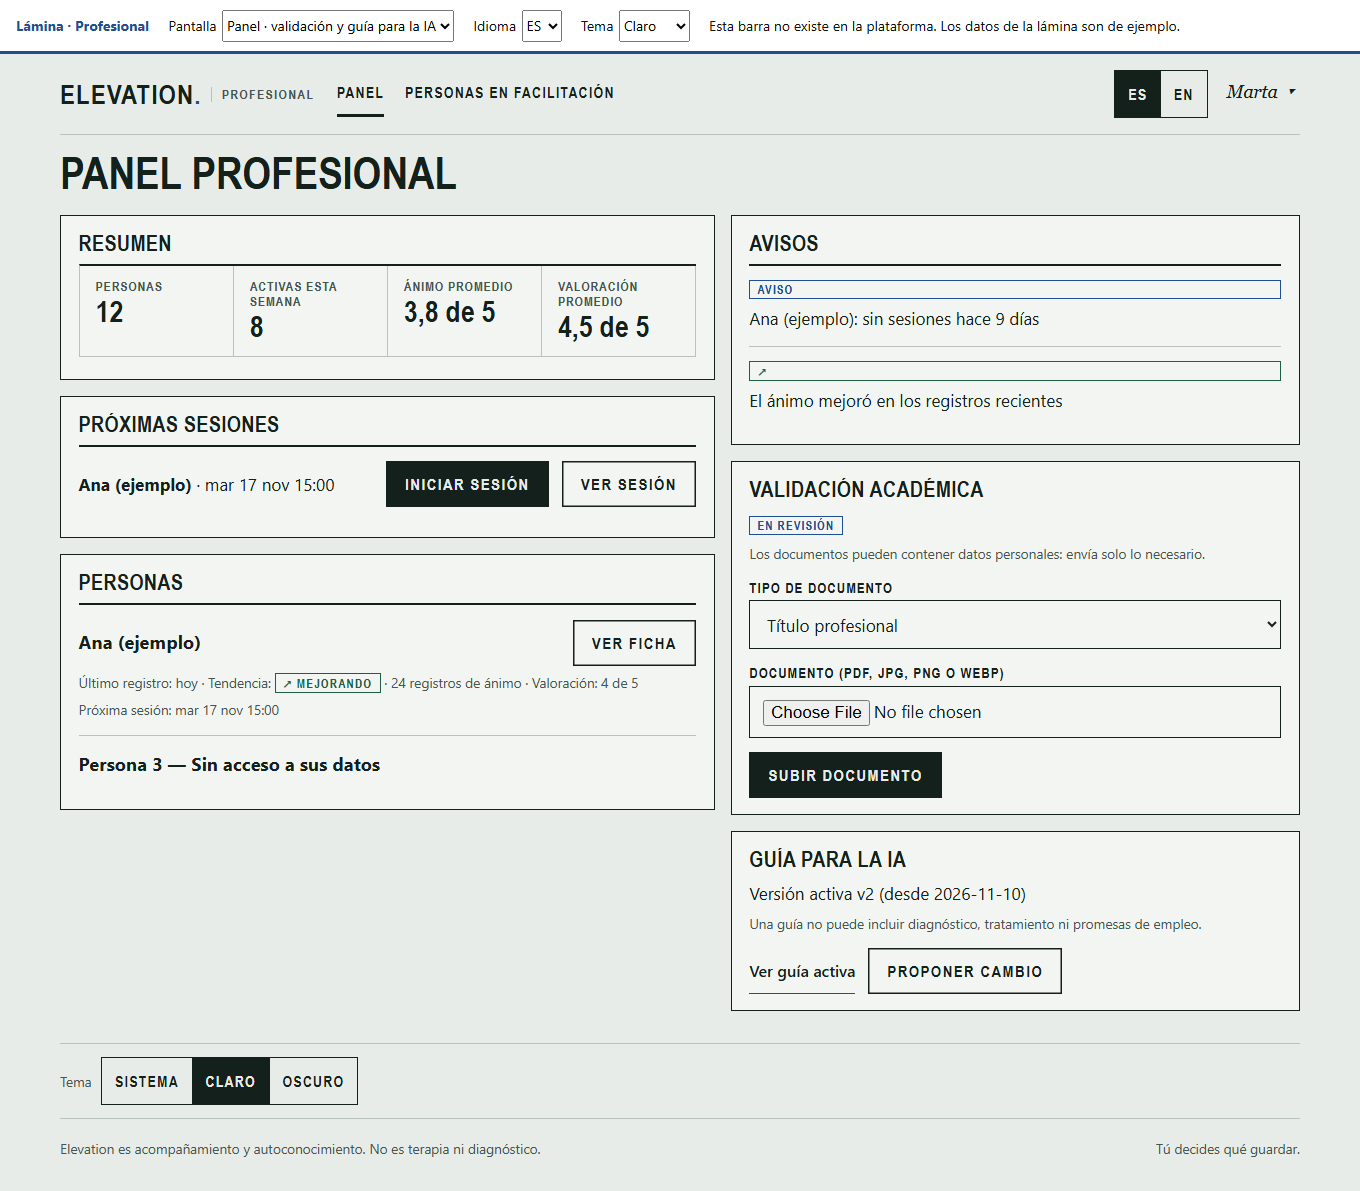 Lámina · Profesional Pantalla Panel · validación y guía para la IA Idioma ES Tema Claro Esta barra no existe en la plataforma. Los datos de la lámina son de ejemplo.
ELEVATION. PROFESIONAL PANEL PERSONAS EN FACILITACIÓN ES EN Marta ▾
PANEL PROFESIONAL
RESUMEN
PERSONAS
12
ACTIVAS ESTA
SEMANA
8
ÁNIMO PROMEDIO
3,8 de 5
VALORACIÓN
PROMEDIO
4,5 de 5
PRÓXIMAS SESIONES
Ana (ejemplo) · mar 17 nov 15:00 INICIAR SESIÓN VER SESIÓN
PERSONAS
Ana (ejemplo) VER FICHA
Último registro: hoy · Tendencia: ↗ MEJORANDO · 24 registros de ánimo · Valoración: 4 de 5
Próxima sesión: mar 17 nov 15:00
Persona 3 — Sin acceso a sus datos
AVISOS
AVISO
Ana (ejemplo): sin sesiones hace 9 días
↗
El ánimo mejoró en los registros recientes
VALIDACIÓN ACADÉMICA
EN REVISIÓN
Los documentos pueden contener datos personales: envía solo lo necesario.
TIPO DE DOCUMENTO
Título profesional
DOCUMENTO (PDF, JPG, PNG O WEBP)
Choose File No file chosen
SUBIR DOCUMENTO
GUÍA PARA LA IA
Versión activa v2 (desde 2026-11-10)
Una guía no puede incluir diagnóstico, tratamiento ni promesas de empleo.
Ver guía activa PROPONER CAMBIO
Tema SISTEMA CLARO OSCURO
Elevation es acompañamiento y autoconocimiento. No es terapia ni diagnóstico. Tú decides qué guardar.